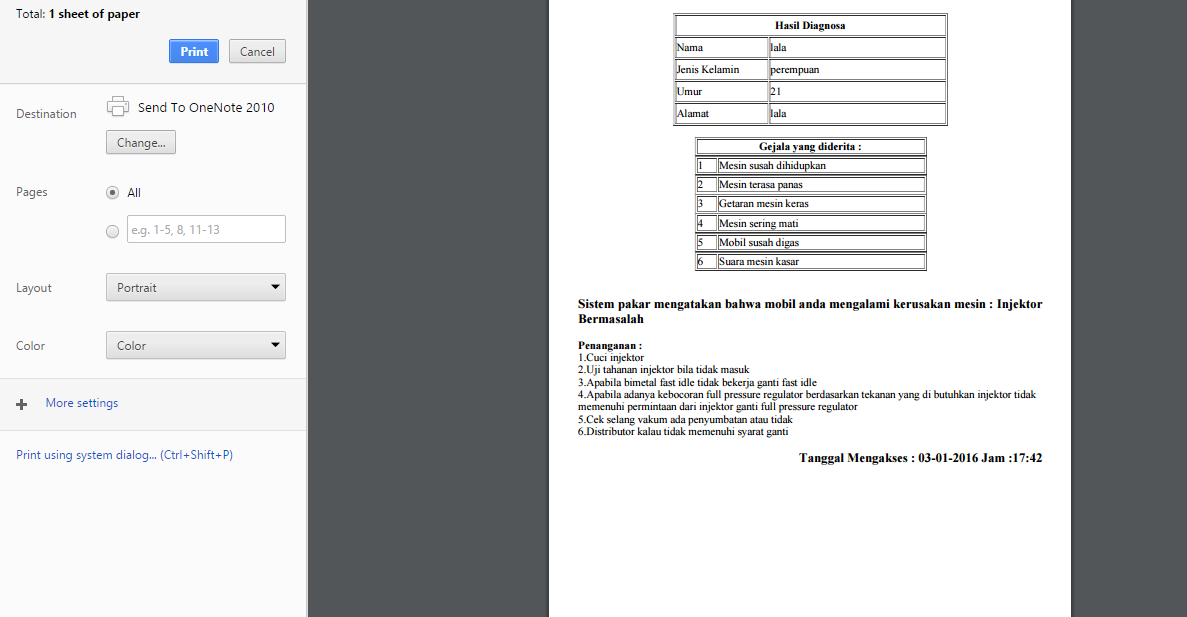 Total: 1 sheet of paper
Print Cancel
Destination Send To OneNote 2010
Change...
Pages All
e.g. 1-5, 8, 11-13
Layout Portrait
Color Color
More settings
Print using system dialog... (Ctrl+Shift+P)
Hasil Diagnosa
Nama lala
Jenis Kelamin perempuan
Umur 21
Alamat lala
Gejala yang diderita :
1 Mesin susah dihidupkan
2 Mesin terasa panas
3 Getaran mesin keras
4 Mesin sering mati
5 Mobil susah digas
6 Suara mesin kasar
Sistem pakar mengatakan bahwa mobil anda mengalami kerusakan mesin : Injektor
Bermasalah
Penanganan :
1.Cuci injektor
2.Uji tahanan injektor bila tidak masuk
3.Apabila bimetal fast idle tidak bekerja ganti fast idle
4.Apabila adanya kebocoran full pressure regulator berdasarkan tekanan yang di butuhkan injektor tidak
memenuhi permintaan dari injektor ganti full pressure regulator
5.Cek selang vakum ada penyumbatan atau tidak
6.Distributor kalau tidak memenuhi syarat ganti
Tanggal Mengakses : 03-01-2016 Jam :17:42